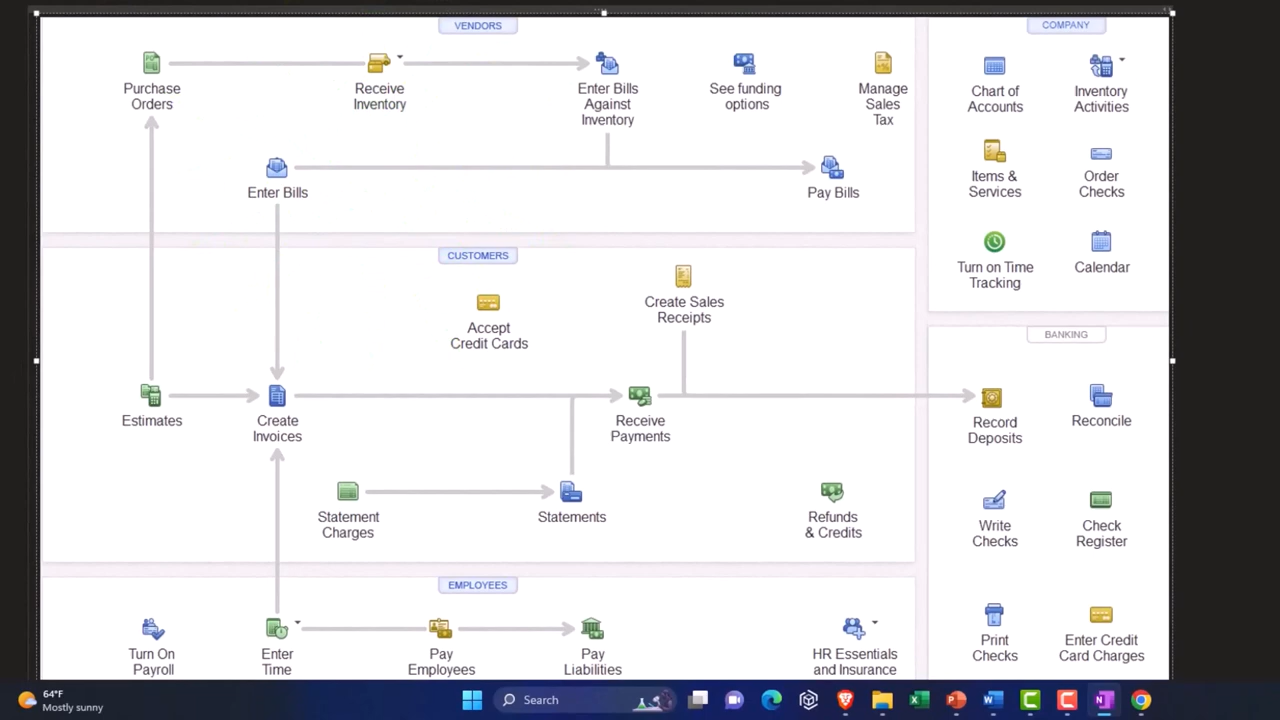 VENDORS
COMPANY
Purchase
Orders
Receive
Inventory
Enter Bills
Against
Inventory
See funding
options
Manage
Sales
Tax
Chart of
Accounts
Inventory
Activities
Enter Bills
Pay Bills
Items &
Services
Order
Checks
CUSTOMERS
Turn on Time
Tracking
Calendar
Accept
Credit Cards
Create Sales
Receipts
BANKING
Estimates
Create
Invoices
Receive
Payments
Record
Deposits
Reconcile
Statement
Charges
Statements
Refunds
& Credits
Write
Checks
Check
Register
EMPLOYEES
Turn On
Payroll
Enter
Time
Pay
Employees
Pay
Liabilities
HR Essentials
and Insurance
Print
Checks
Enter Credit
Card Charges
64°F
Mostly sunny
Search